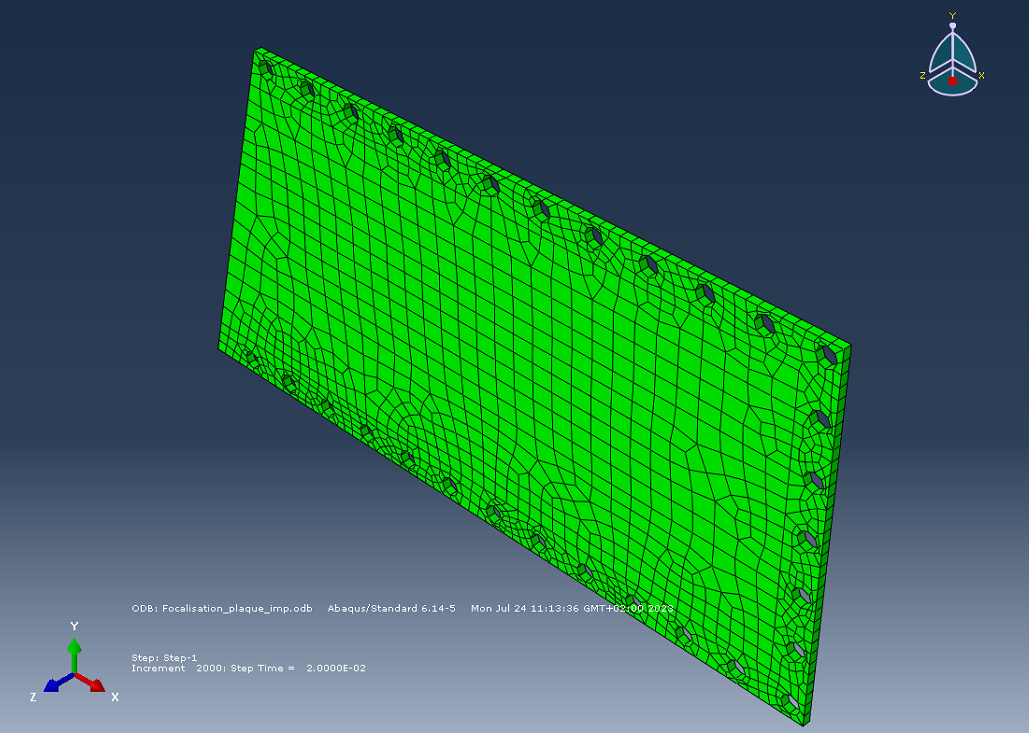 Y
Z X
ODB: Focalisation_plaque_imp.odb Abaqus/Standard 6.14-5 Mon Jul 24 11:13:36 GMT+02:00 2023
Y
Step: Step-1
Increment 2000: Step Time = 2.0000E-02
Z X